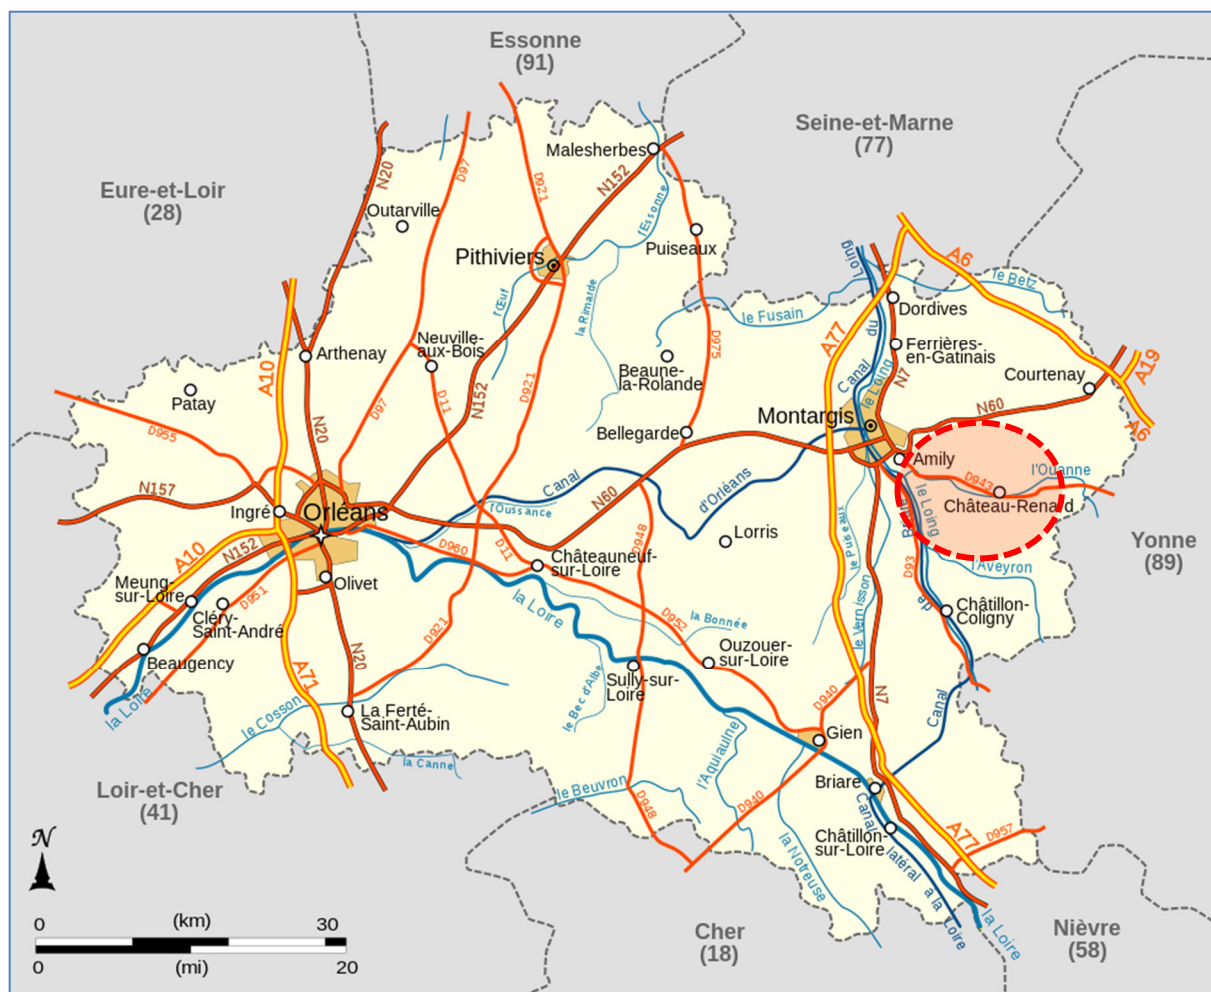 Essonne
(91)
Seine-et-Marne
(77)
Eure-et-Loir
(28)
Malesherbes
N20
D97
D921
N152
l'Essonne
Outarville
Puiseaux
Pithiviers
Loing
A6
le Betz
l'Œuf
la Rimarde
le Fusain
Dordives
du
A77
D975
Neuville-
aux-Bois
Arthenay
Ferrières-
en-Gatinais
Canal
le Loing
N7
A10
Beaune-
la-Rolande
Courtenay
A19
Patay
D97
D11
N152
D921
N60
Montargis
A6
D955
N20
Bellegarde
Amily
l'Ouanne
D943
Château-Renard
N157
Canal
d'Orléans
N60
le Loing
Ingré
Orléans
l'Oussance
Lorris
le Puiseaux
Briare
Yonne
(89)
A10
N152
D960
D11
D948
Châteauneuf-
sur-Loire
D93
l'Aveyron
Meung-
sur-Loire
Olivet
D951
Cléry-
Saint-André
la Loire
la Bonnée
D952
le Vernisson
de
Châtillon-
Coligny
Beaugency
D921
N20
A71
Ouzouer-
sur-Loire
Sully-sur-
Loire
la Loire
le Bec d'Able
D940
N7
Canal
le Cosson
La Ferté-
Saint-Aubin
Gien
la Canne
l'Aquiaulne
Loir-et-Cher
(41)
le Beuvron
D948
D940
Briare
Canal
latéral a la
Loire
Châtillon-
sur-Loire
A77
D957
la Notreuse
N
0 (km) 30
0 (mi) 20
Cher
(18)
la Loire
Nièvre
(58)